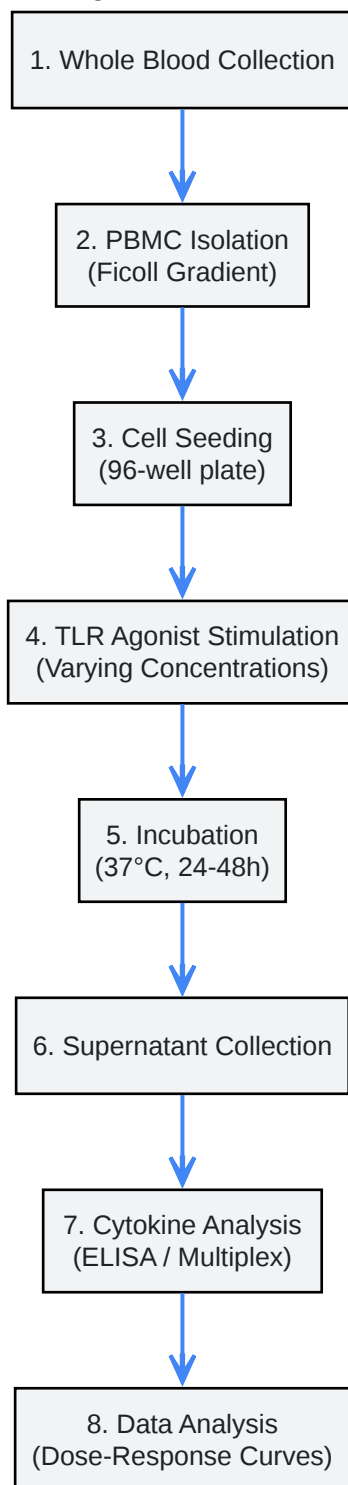 1. Whole Blood Collection
2. PBMC Isolation
(Ficoll Gradient)
3. Cell Seeding
(96-well plate)
4. TLR Agonist Stimulation
(Varying Concentrations)
5. Incubation
(37°C, 24-48h)
6. Supernatant Collection
7. Cytokine Analysis
(ELISA / Multiplex)
8. Data Analysis
(Dose-Response Curves)